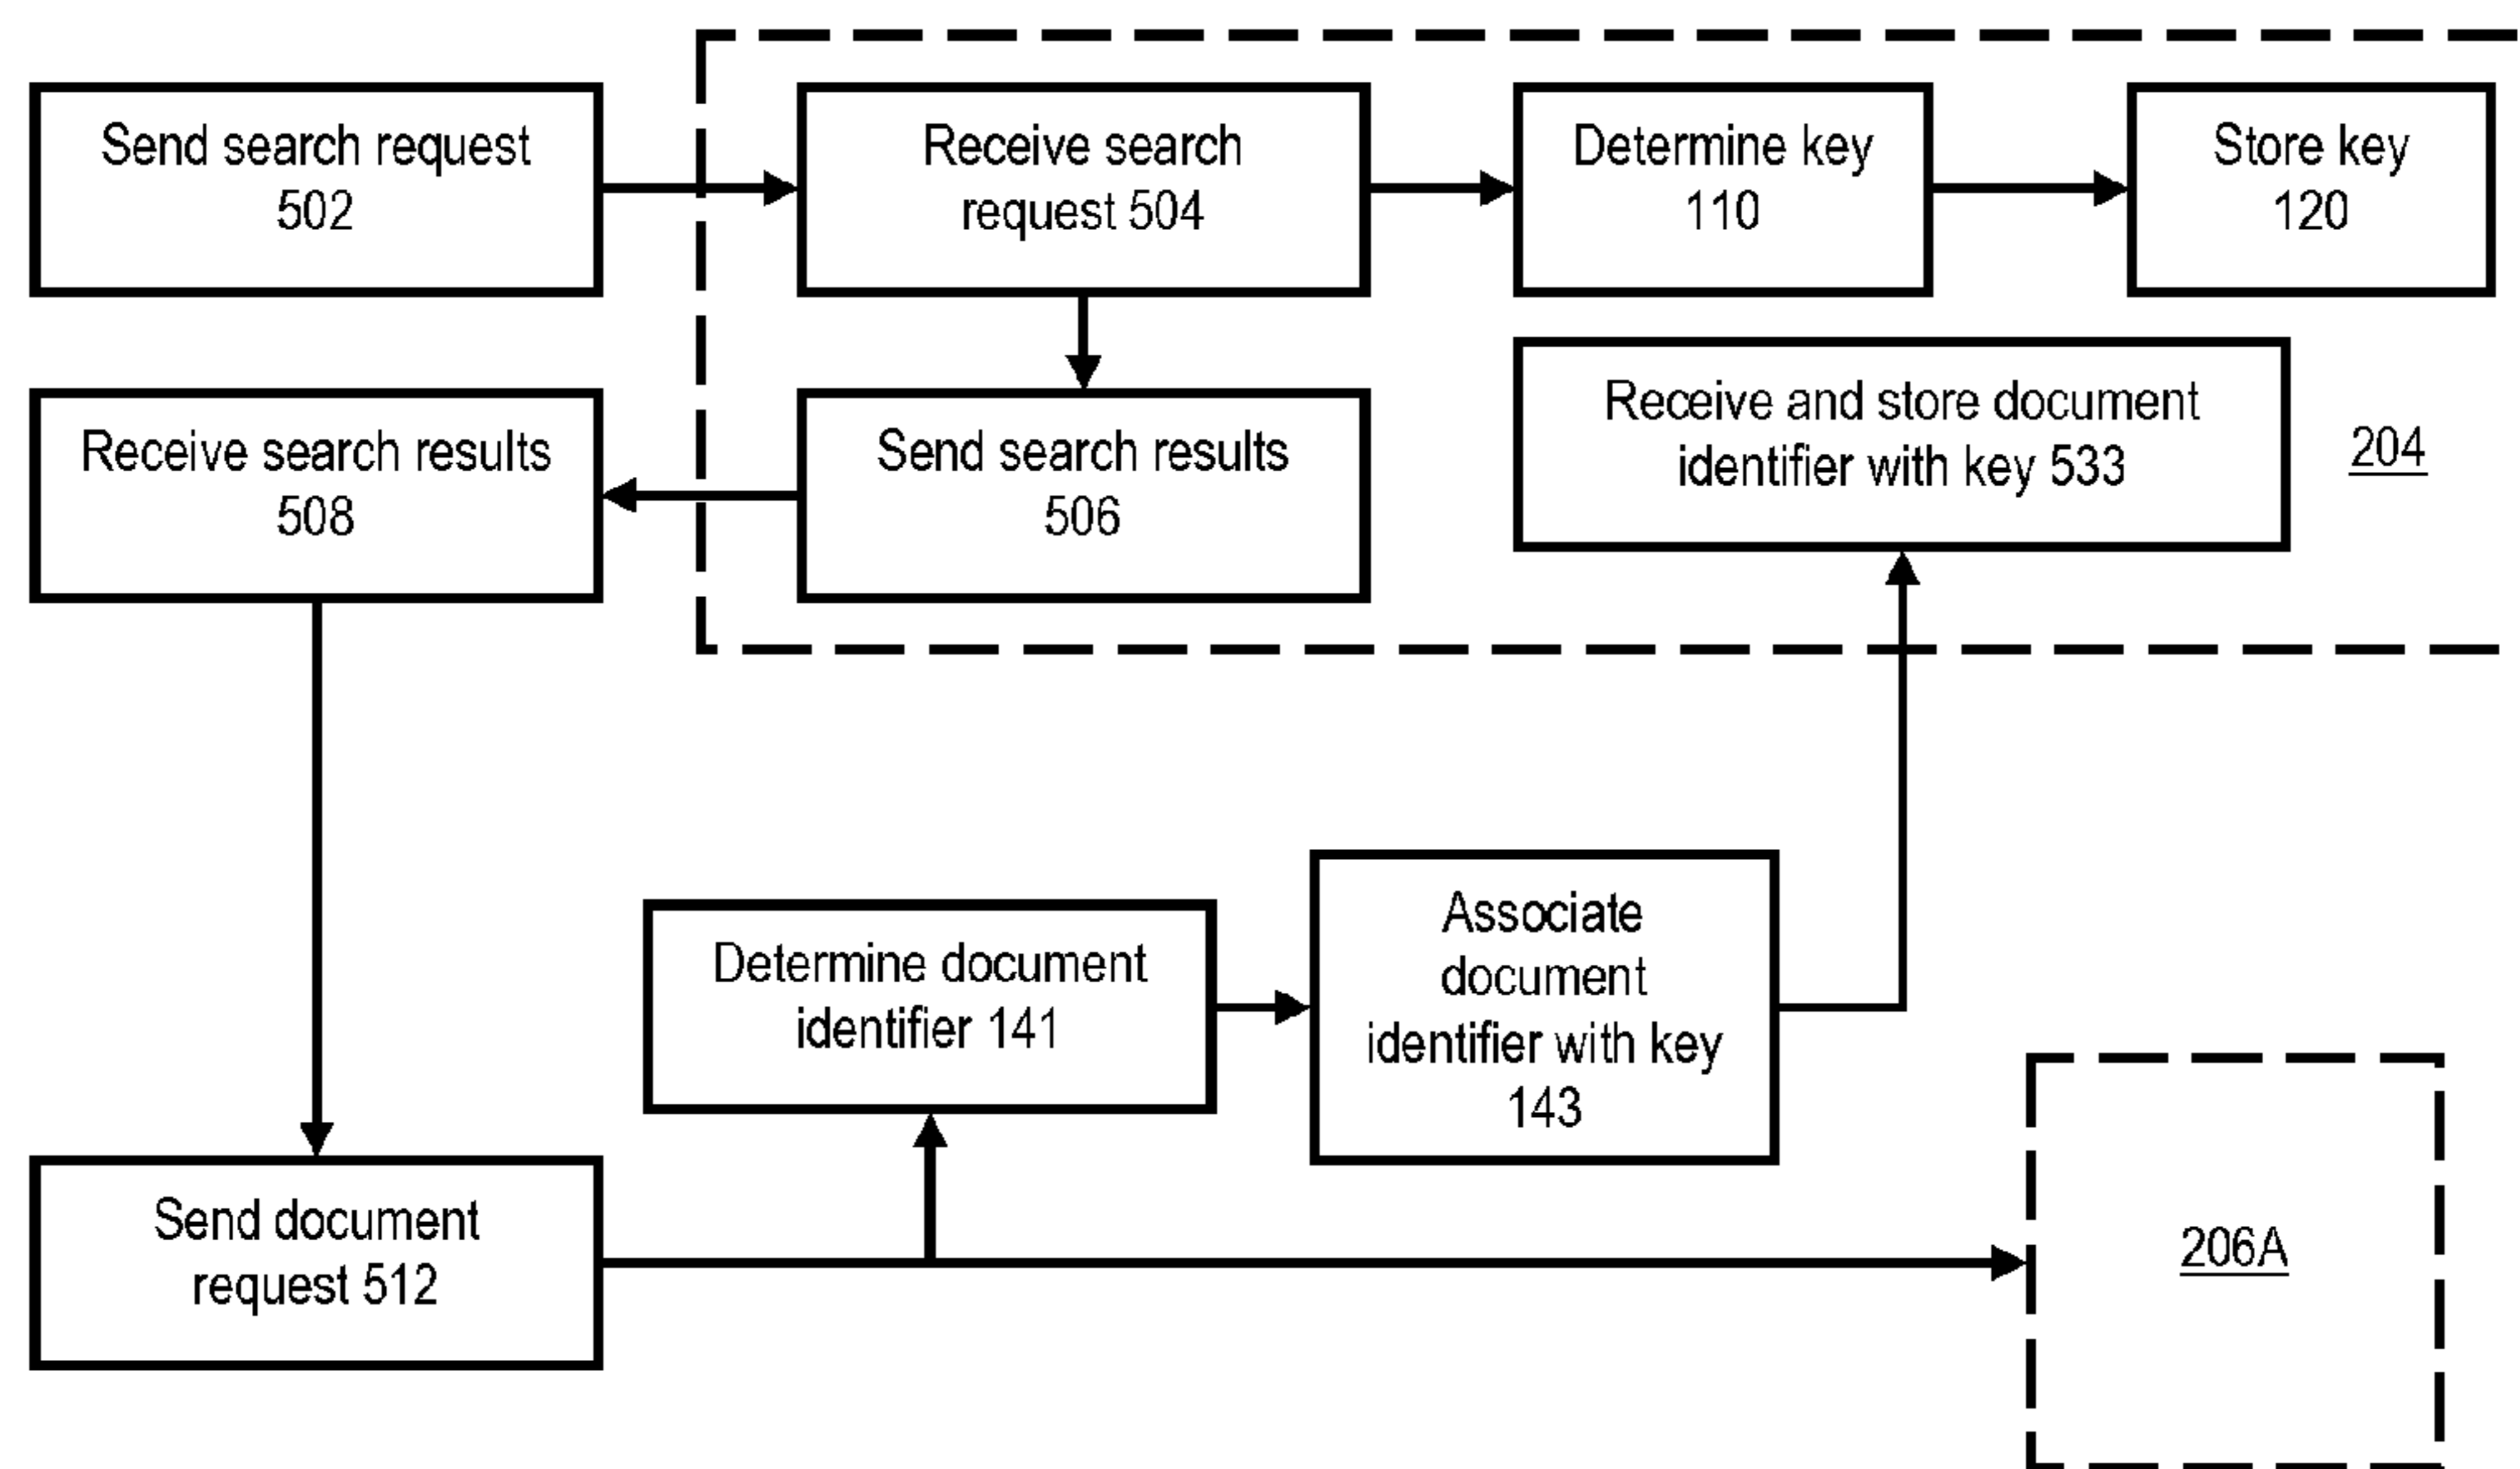 Send search request
502
Receive search
request 504
Determine key
110
Store key
120
Receive search results
508
Send search results
506
Receive and store document
identifier with key 533
204
Determine document
identifier 141
Associate
document
identifier with key
143
Send document
request 512
206A